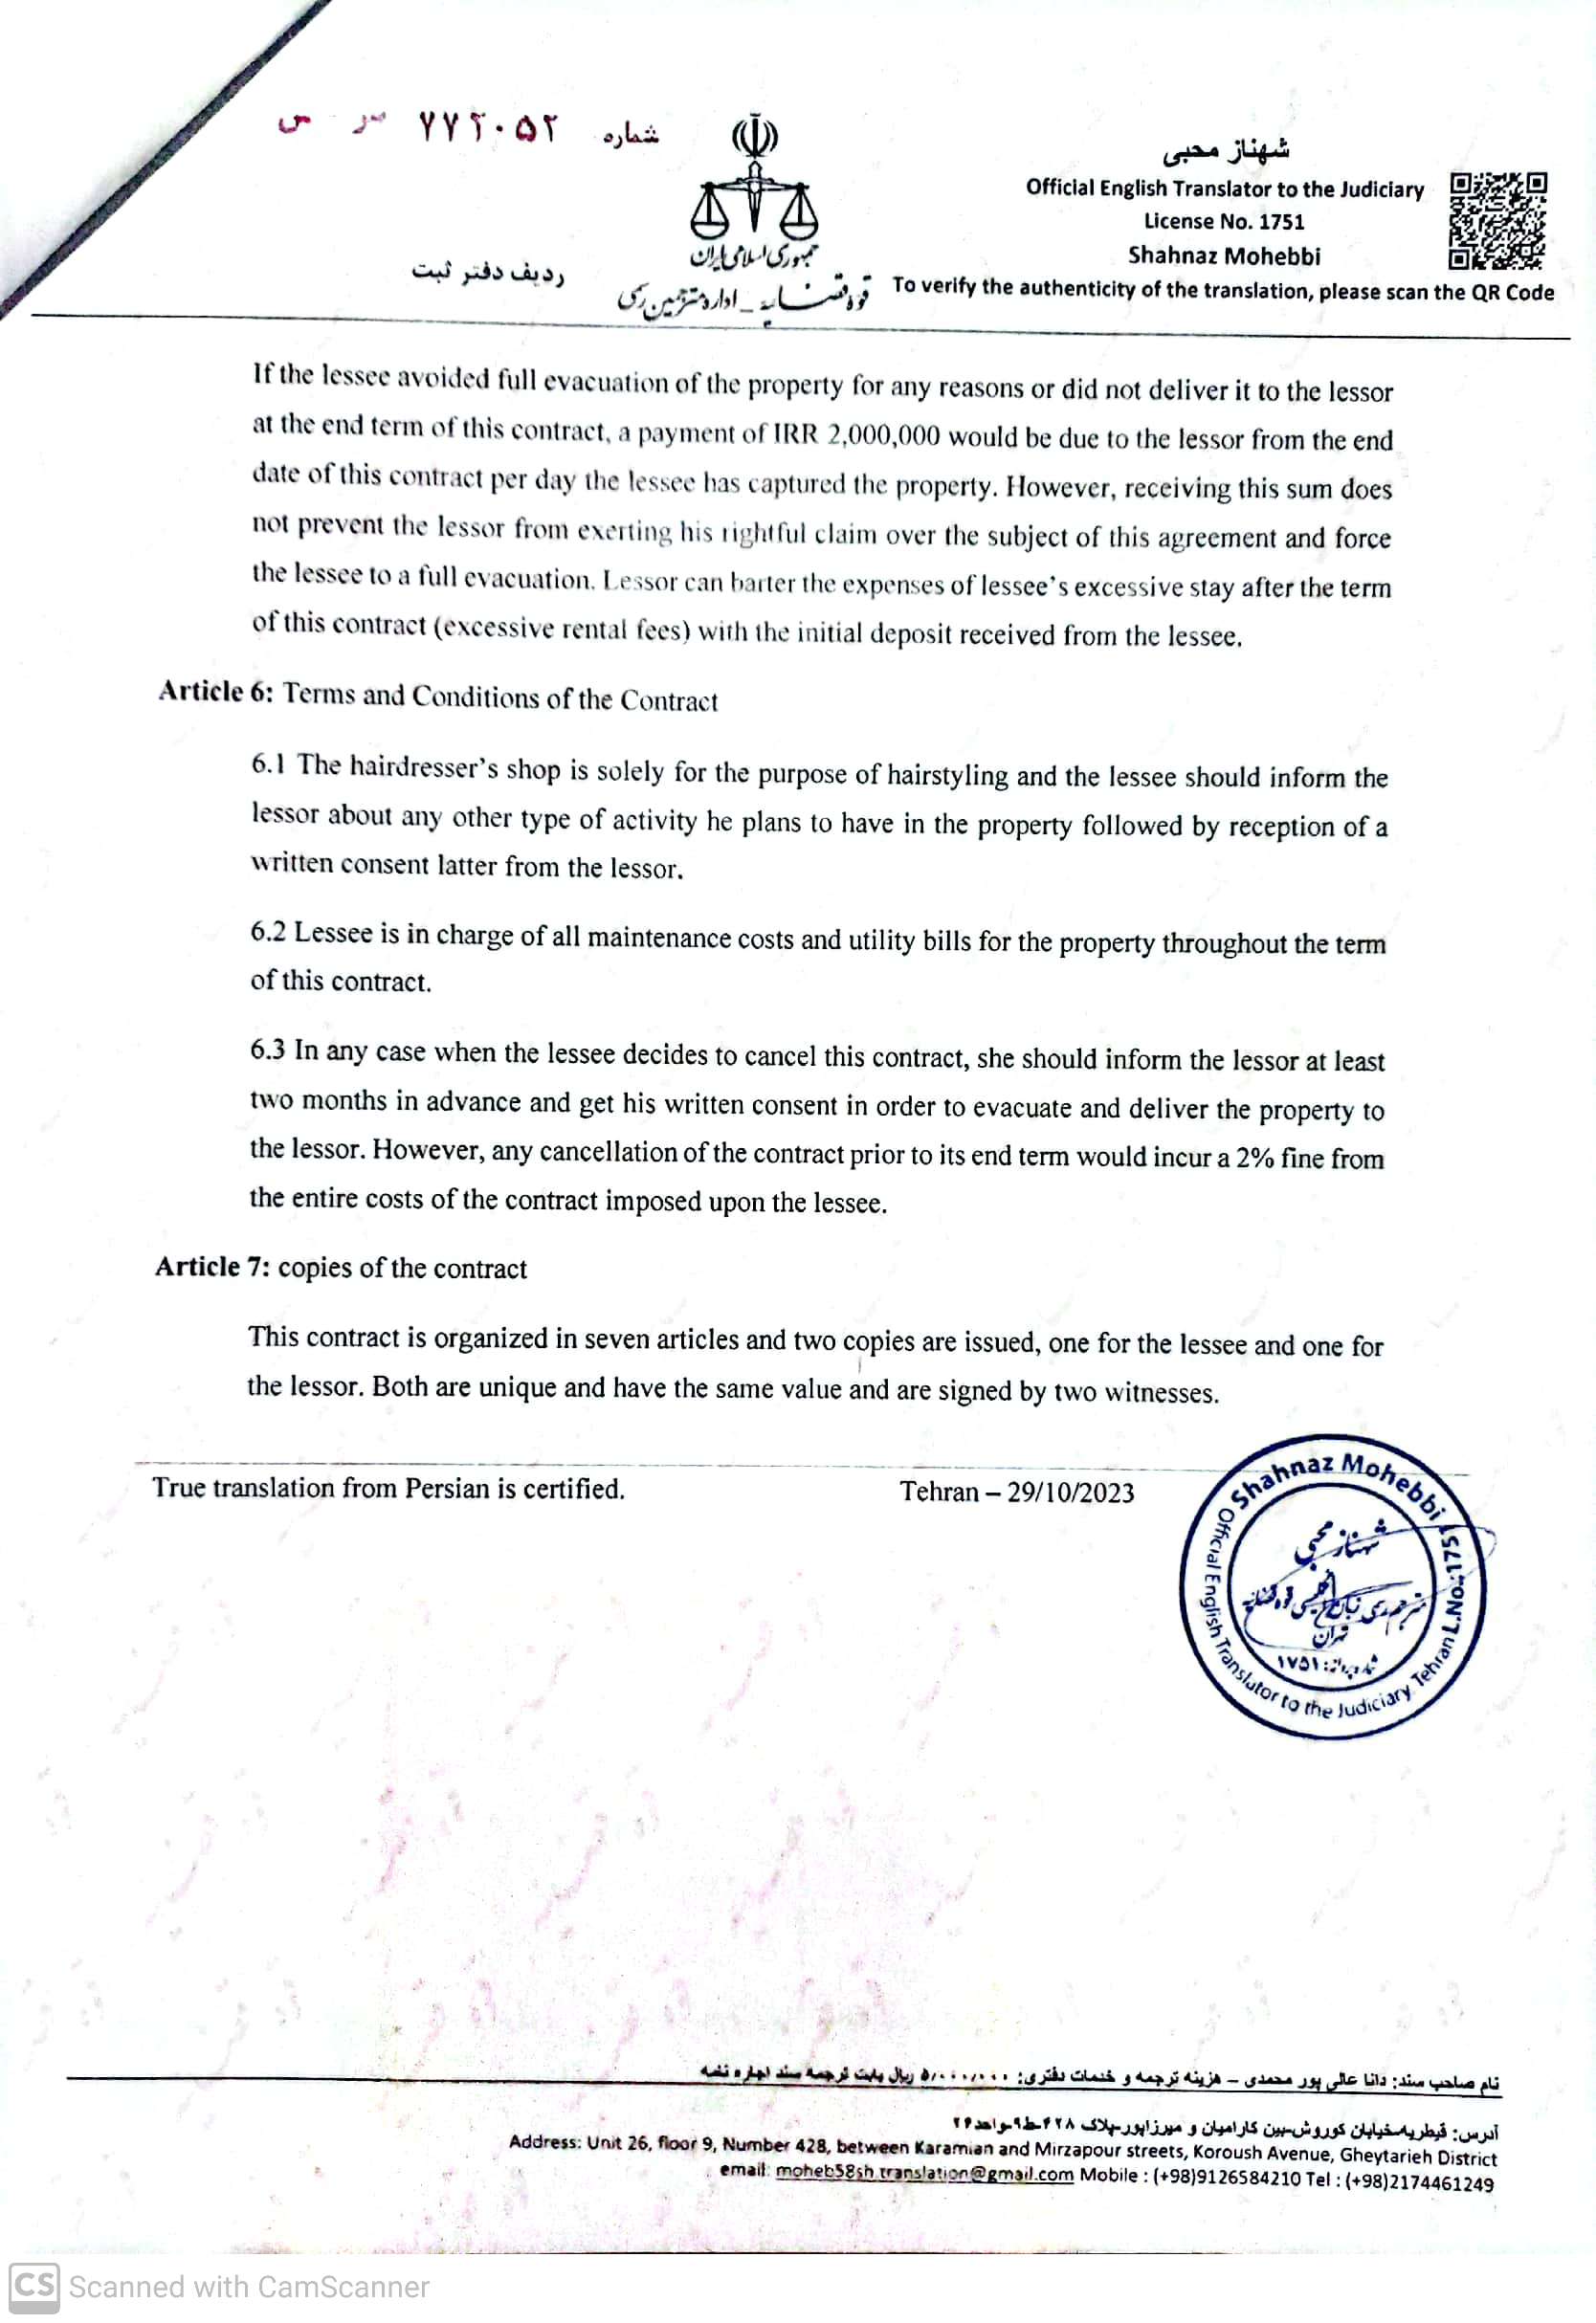 شماره ۷۷۲۰۵۲ سر س
شهناز محبی
Official English Translator to the Judiciary
License No. 1751
Shahnaz Mohebbi
To verify the authenticity of the translation, please scan the QR Code
جمهوری اسلامی ایران
قوه قضائیه _ اداره مترجمین رسمی
ردیف دفتر ثبت
If the lessee avoided full evacuation of the property for any reasons or did not deliver it to the lessor
at the end term of this contract, a payment of IRR 2,000,000 would be due to the lessor from the end
date of this contract per day the lessee has captured the property. However, receiving this sum does
not prevent the lessor from exerting his rightful claim over the subject of this agreement and force
the lessee to a full evacuation. Lessor can barter the expenses of lessee's excessive stay after the term
of this contract (excessive rental fees) with the initial deposit received from the lessee.
Article 6: Terms and Conditions of the Contract
6.1 The hairdresser's shop is solely for the purpose of hairstyling and the lessee should inform the
lessor about any other type of activity he plans to have in the property followed by reception of a
written consent latter from the lessor.
6.2 Lessee is in charge of all maintenance costs and utility bills for the property throughout the term
of this contract.
6.3 In any case when the lessee decides to cancel this contract, she should inform the lessor at least
two months in advance and get his written consent in order to evacuate and deliver the property to
the lessor. However, any cancellation of the contract prior to its end term would incur a 2% fine from
the entire costs of the contract imposed upon the lessee.
Article 7: copies of the contract
This contract is organized in seven articles and two copies are issued, one for the lessee and one for
the lessor. Both are unique and have the same value and are signed by two witnesses.
True translation from Persian is certified.
Tehran – 29/10/2023
Shahnaz Mohebbi L.No:1751
Official English Translator to the Judiciary Tehran
شهناز محبی
مترجم رسمی زبان انگلیسی قوه قضائیه
تهران
شماره پروانه: ۱۷۵۱
نام صاحب سند: دانا عالی پور محمدی – هزینه ترجمه و خدمات دفتری: ۵/۰۰۰/۰۰۰ ریال بابت ترجمه سند اجاره نامه
آدرس: قیطریه-خیابان کوروش-بین کارامیان و میرزاپور-پلاک ۴۲۸-ط۹-واحد۲۶
Address: Unit 26, floor 9, Number 428, between Karamian and Mirzapour streets, Koroush Avenue, Gheytarieh District
email: moheb58sh.translation@gmail.com Mobile : (+98)9126584210 Tel : (+98)2174461249
CS Scanned with CamScanner